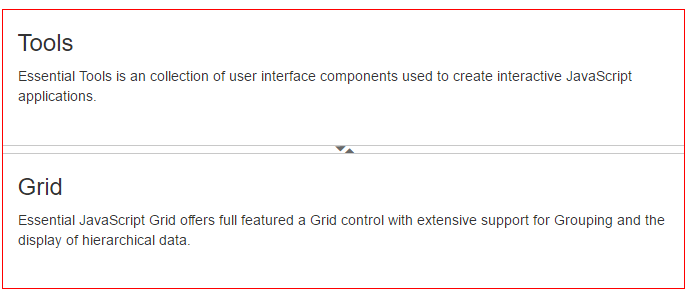 Tools
Essential Tools is an collection of user interface components used to create interactive JavaScript
applications.
Grid
Essential JavaScript Grid offers full featured a Grid control with extensive support for Grouping and the
display of hierarchical data.